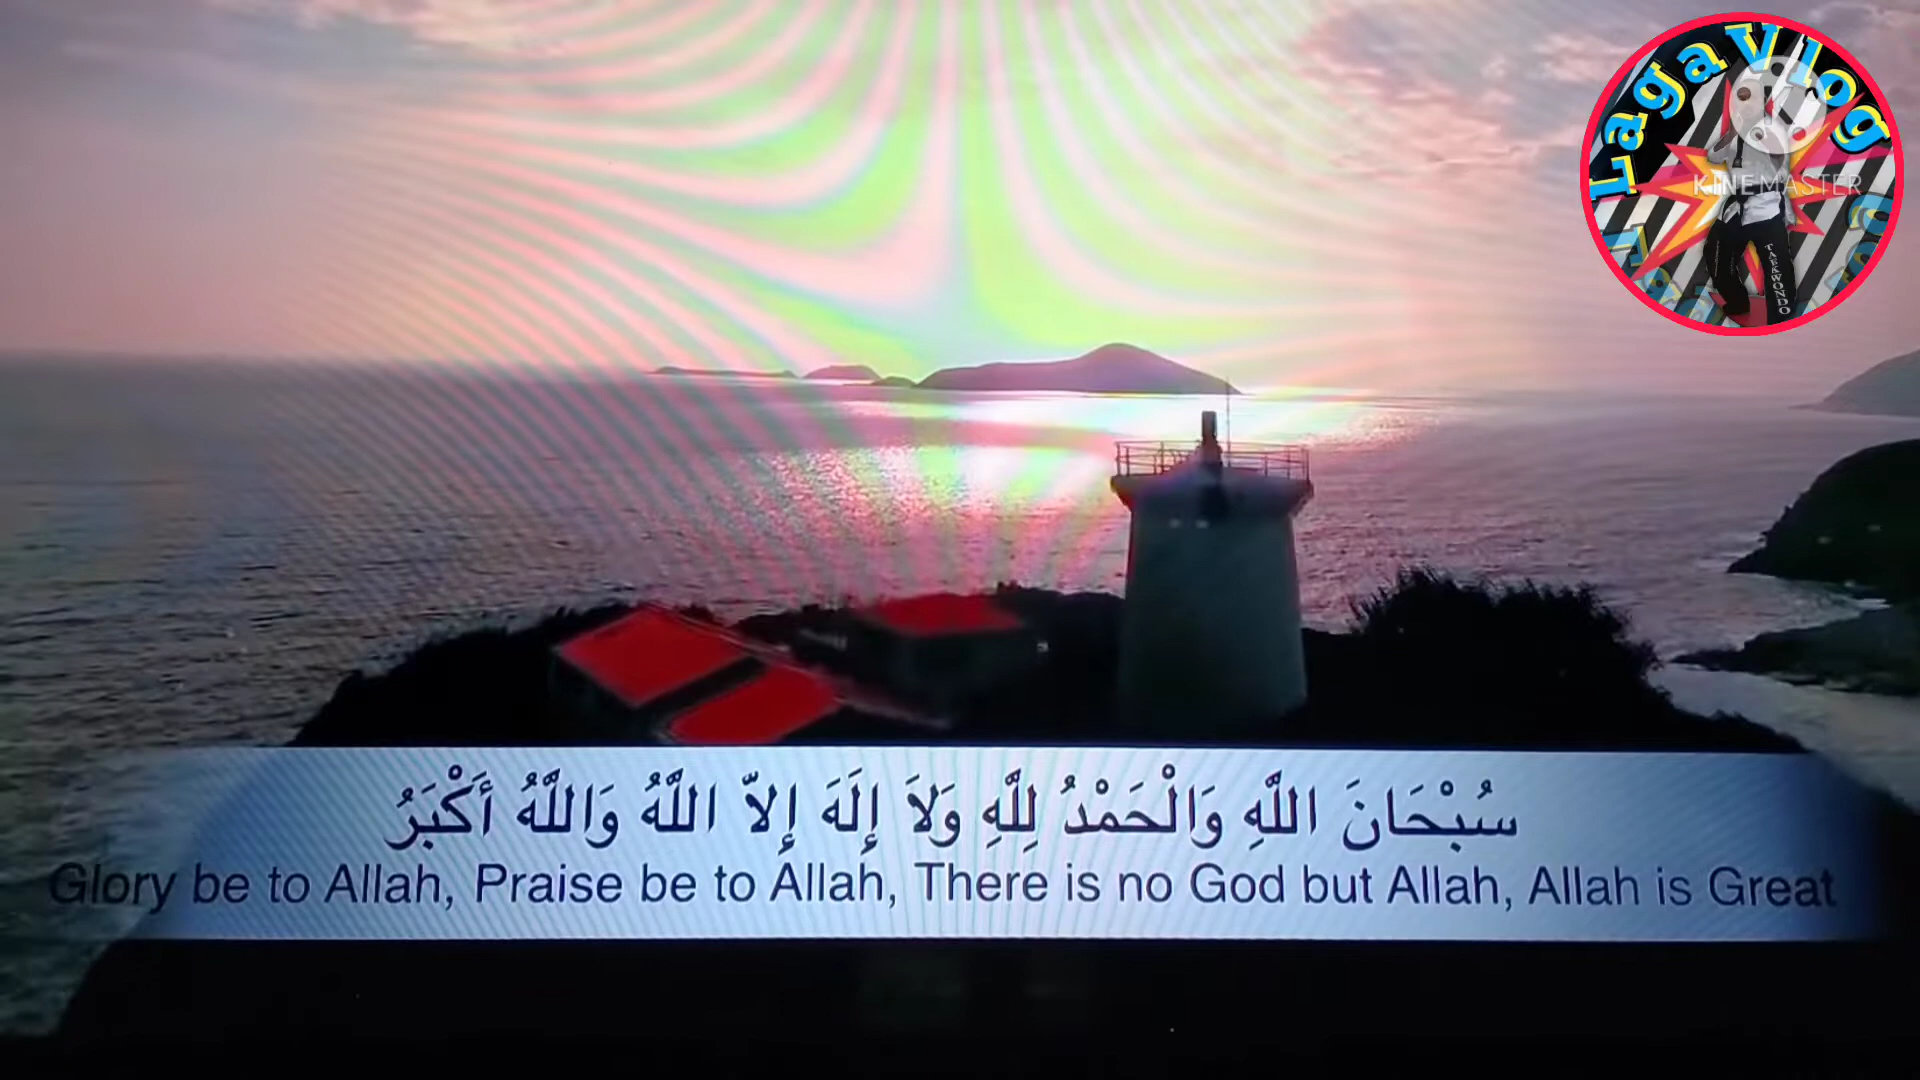 LagaVlog
KINEMASTER
TAEKWONDO
سُبْحَانَ اللَّهِ وَالْحَمْدُ لِلَّهِ وَلاَ إِلَهَ إِلاَّ اللَّهُ وَاللَّهُ أَكْبَرُ
Glory be to Allah, Praise be to Allah, There is no God but Allah, Allah is Great